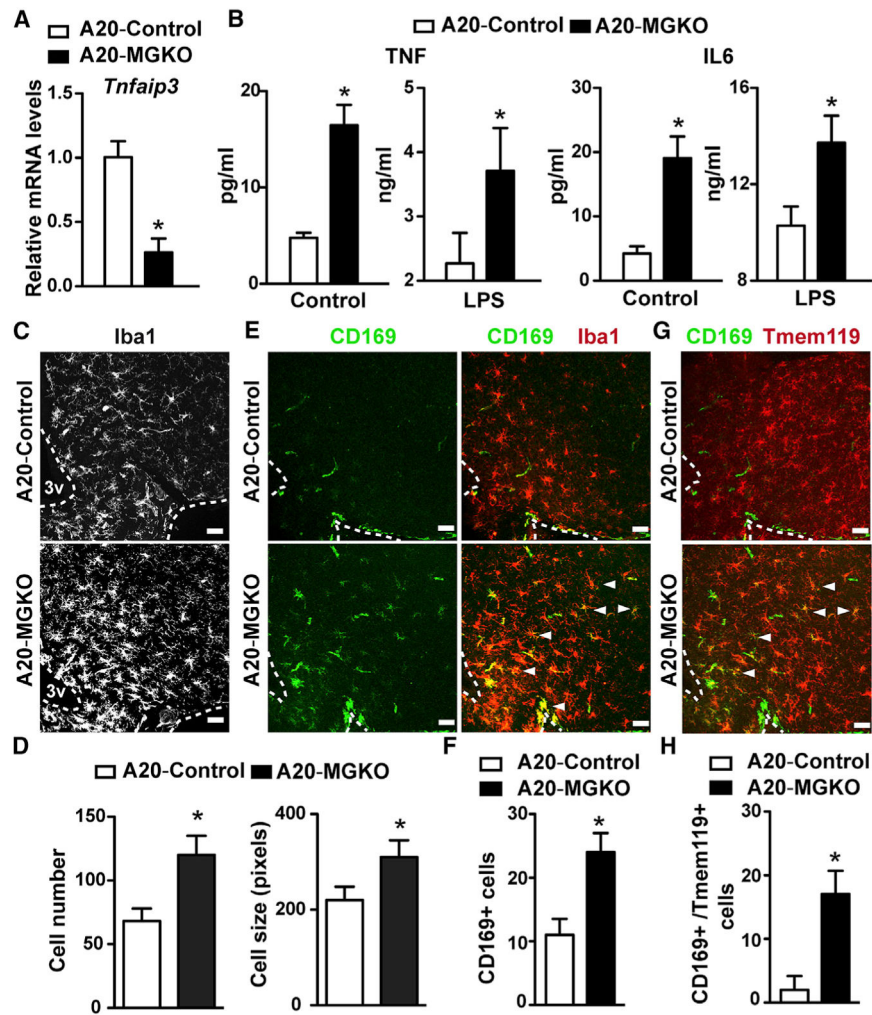 A
A20-Control
A20-MGKO
Tnfaip3
Relative mRNA levels
1.5
1.0
0.5
0.0
B
A20-Control A20-MGKO
TNF
IL6
pg/ml
20
10
0
Control
ng/ml
5
4
3
2
LPS
pg/ml
30
20
10
0
Control
ng/ml
16
14
12
10
8
LPS
C
Iba1
A20-Control
3v
A20-MGKO
3v
E
CD169
CD169 Iba1
A20-Control
A20-MGKO
G
CD169 Tmem119
A20-Control
A20-MGKO
D
A20-Control A20-MGKO
Cell number
150
100
50
0
*
Cell size (pixels)
400
200
0
*
F
A20-Control
A20-MGKO
CD169+ cells
30
20
10
0
*
H
A20-Control
A20-MGKO
CD169+ /Tmem119+
cells
30
20
10
0
*